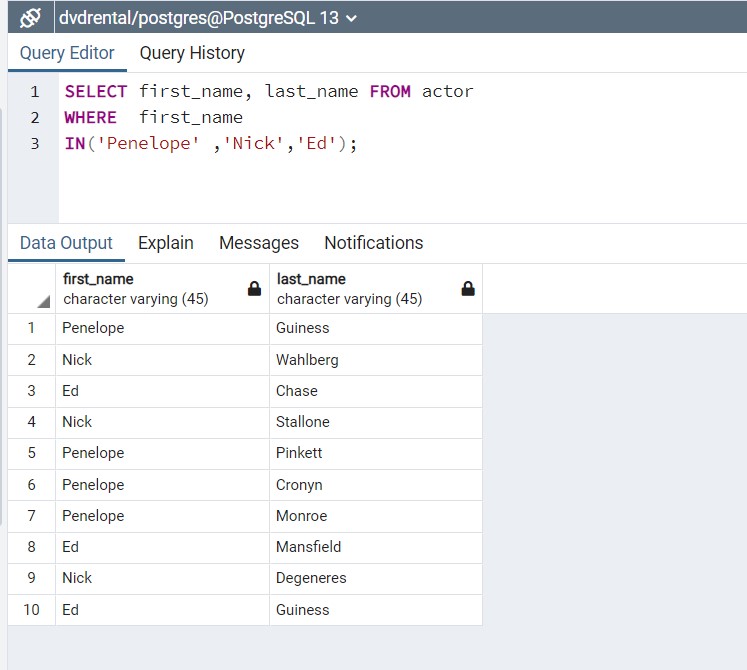 dvdrental/postgres@PostgreSQL 13
Query Editor Query History
1 SELECT first_name, last_name FROM actor
2 WHERE  first_name
3 IN('Penelope' ,'Nick','Ed');
Data Output Explain Messages Notifications
first_name last_name
character varying (45) character varying (45)
1 Penelope Guiness
2 Nick Wahlberg
3 Ed Chase
4 Nick Stallone
5 Penelope Pinkett
6 Penelope Cronyn
7 Penelope Monroe
8 Ed Mansfield
9 Nick Degeneres
10 Ed Guiness